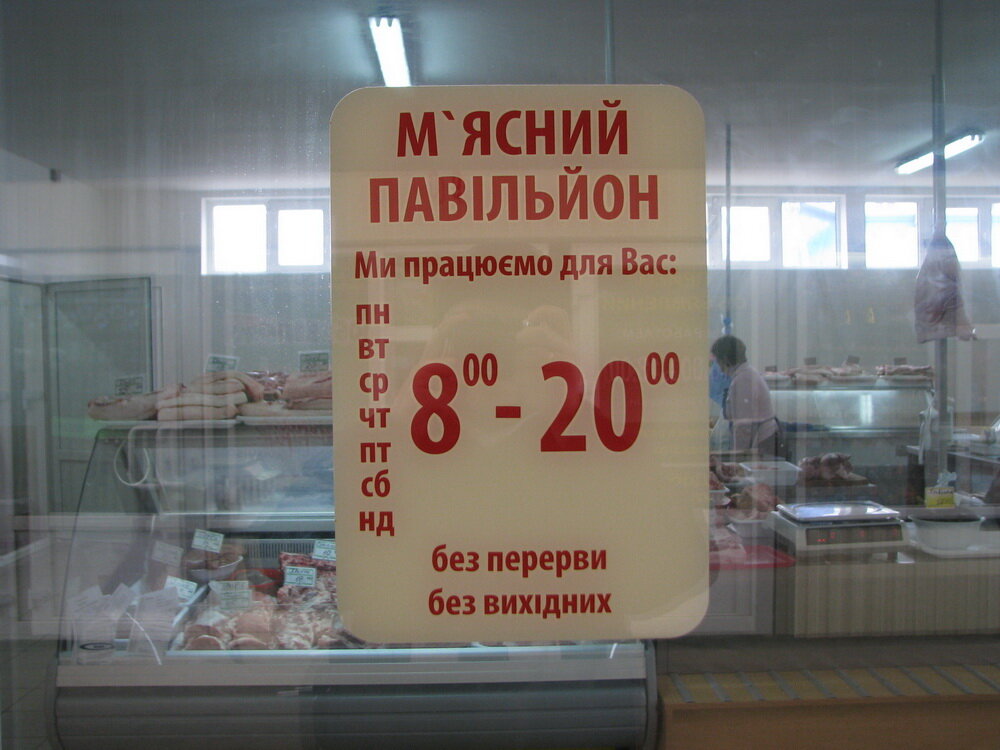 М`ЯСНИЙ
ПАВІЛЬЙОН
Ми працюємо для Вас:
пн
вт
ср
чт
пт
сб
нд
8⁰⁰ - 20⁰⁰
без перерви
без вихідних